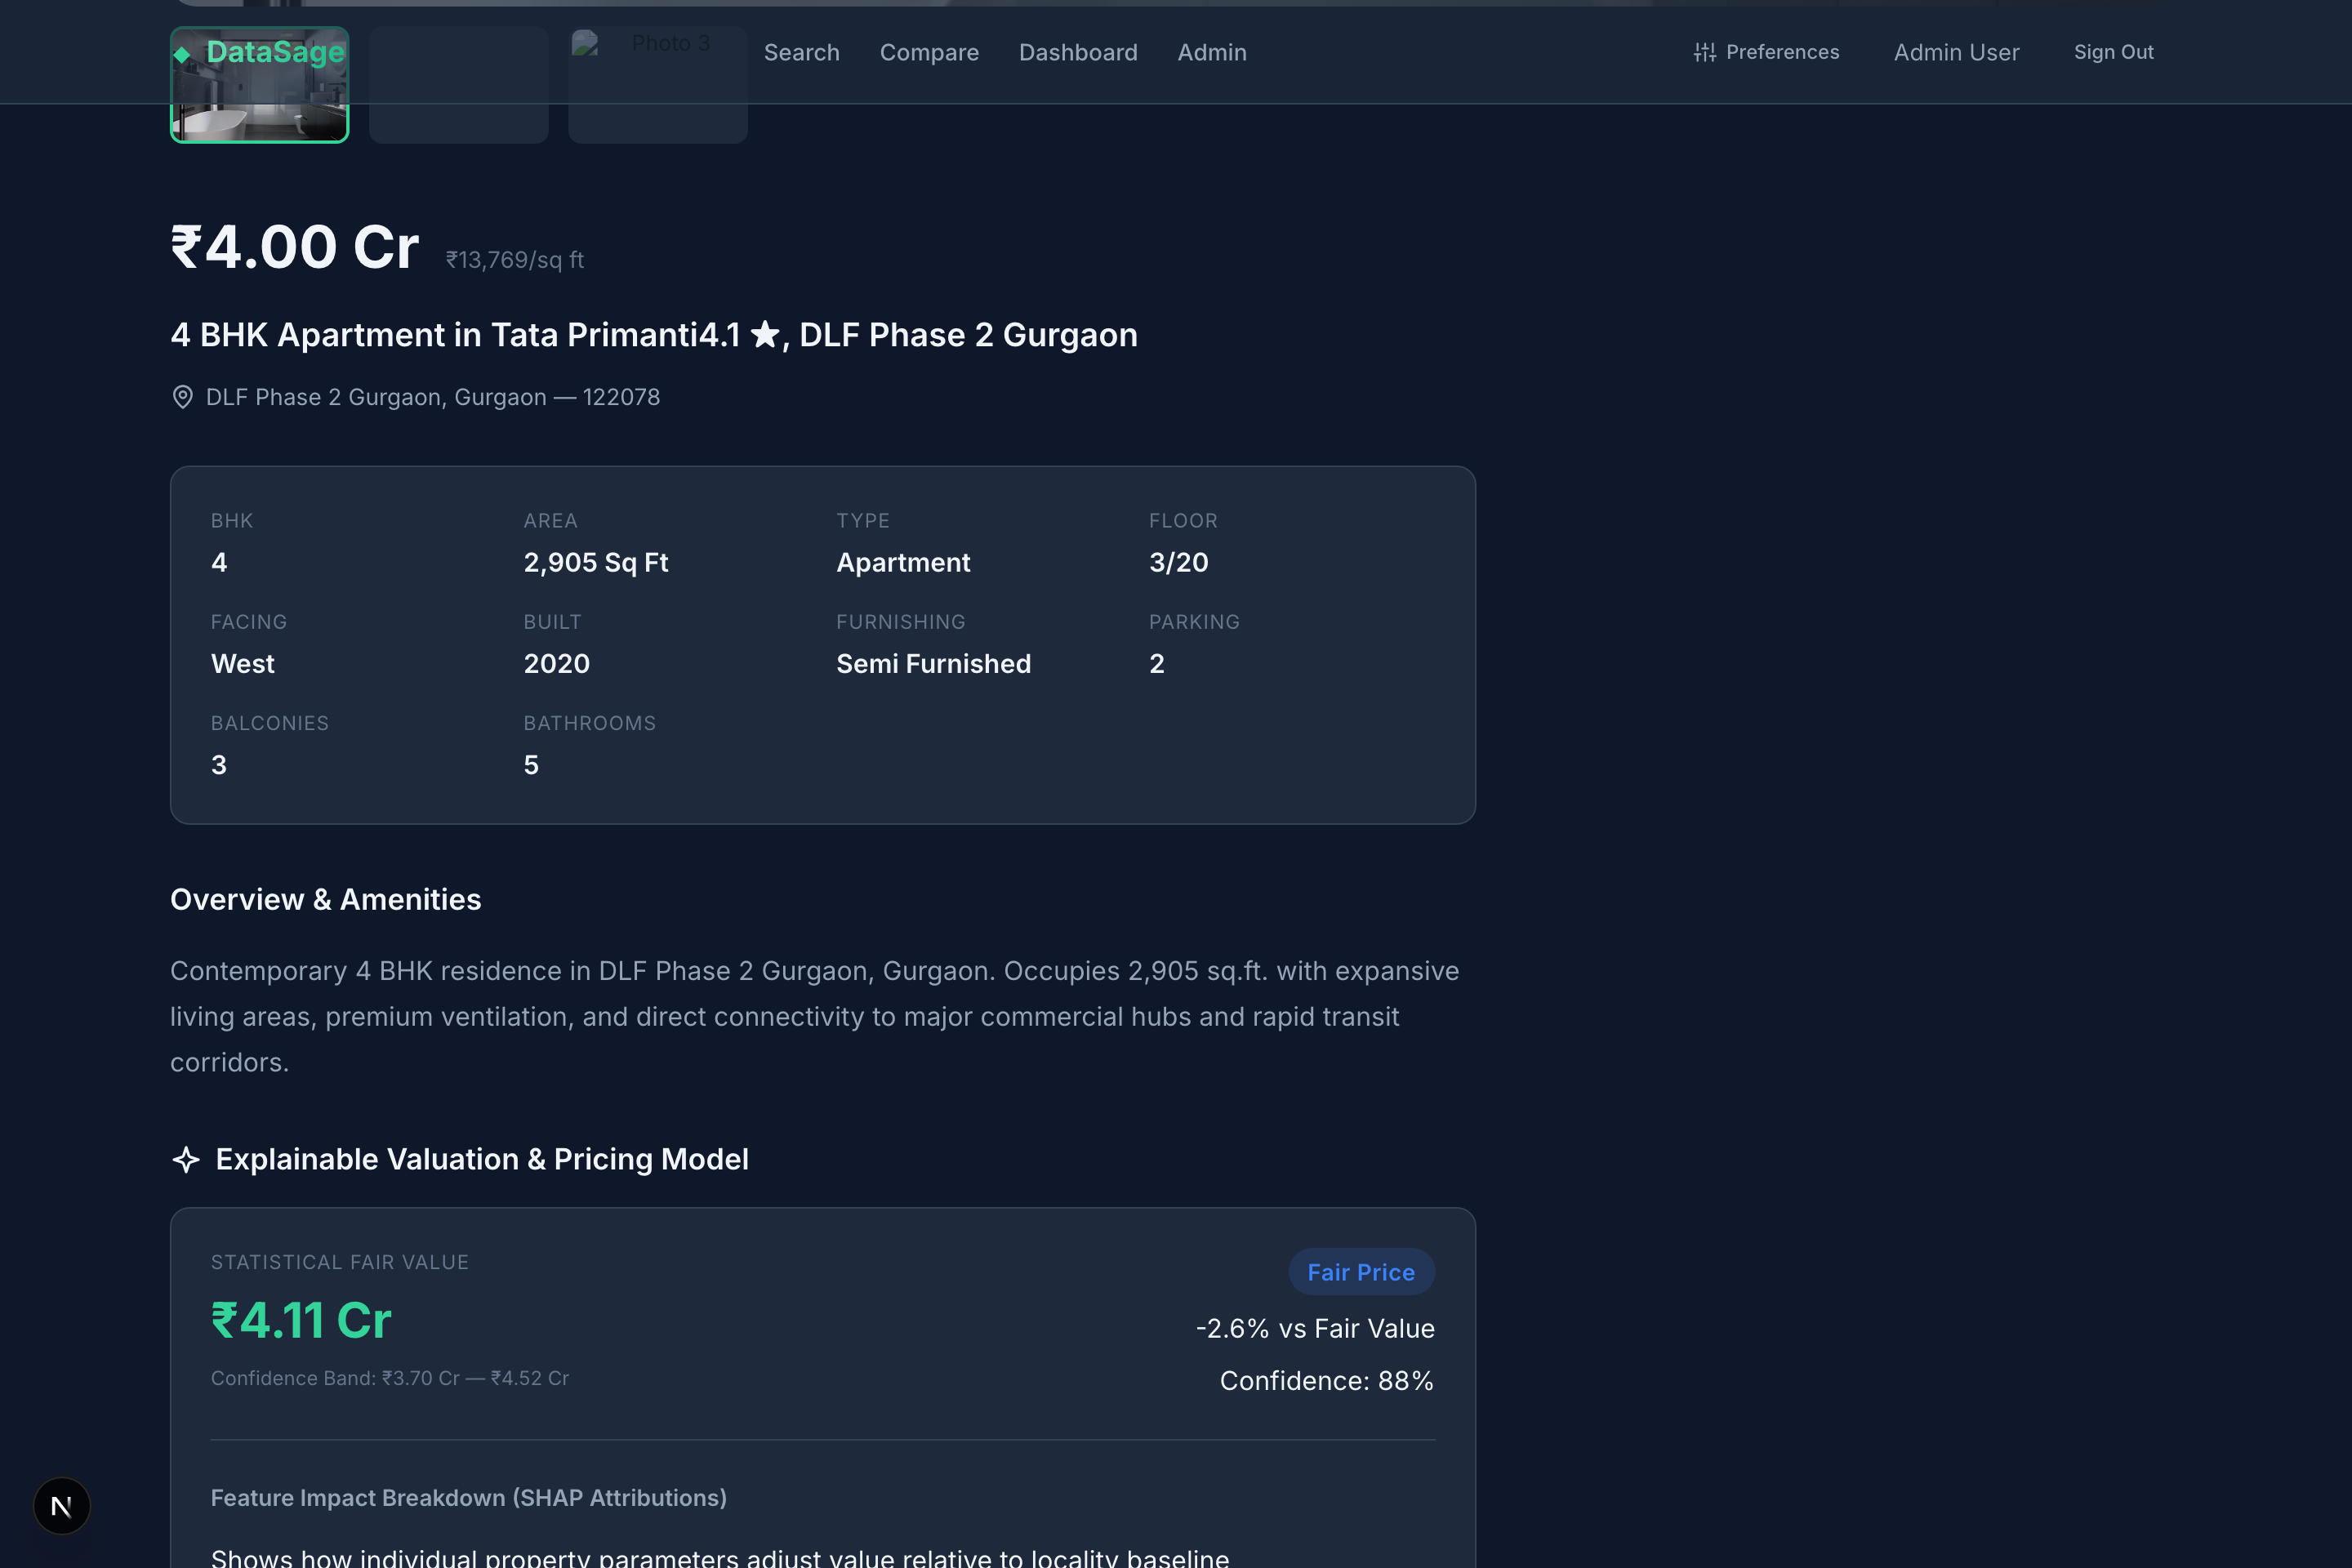 DataSage
Photo 3
Search
Compare
Dashboard
Admin
Preferences
Admin User
Sign Out
₹4.00 Cr
₹13,769/sq ft
4 BHK Apartment in Tata Primanti4.1 ★, DLF Phase 2 Gurgaon
DLF Phase 2 Gurgaon, Gurgaon — 122078
BHK
4
AREA
2,905 Sq Ft
TYPE
Apartment
FLOOR
3/20
FACING
West
BUILT
2020
FURNISHING
Semi Furnished
PARKING
2
BALCONIES
3
BATHROOMS
5
Overview & Amenities
Contemporary 4 BHK residence in DLF Phase 2 Gurgaon, Gurgaon. Occupies 2,905 sq.ft. with expansive
living areas, premium ventilation, and direct connectivity to major commercial hubs and rapid transit
corridors.
Explainable Valuation & Pricing Model
STATISTICAL FAIR VALUE
₹4.11 Cr
Confidence Band: ₹3.70 Cr — ₹4.52 Cr
Fair Price
-2.6% vs Fair Value
Confidence: 88%
Feature Impact Breakdown (SHAP Attributions)
Shows how individual property parameters adjust value relative to locality baseline
N